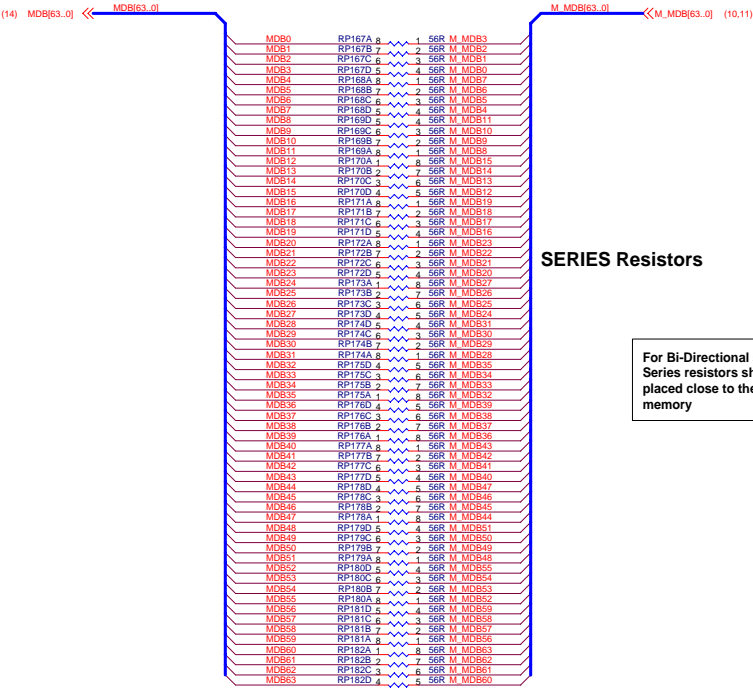 (14) MDB[63..0] MDB[63..0] M_MDB[63..0] M_MDB[63..0] (10,11)
MDB0 RP167A 8 1 56R M_MDB3
MDB1 RP167B 7 2 56R M_MDB2
MDB2 RP167C 6 3 56R M_MDB1
MDB3 RP167D 5 4 56R M_MDB0
MDB4 RP168A 8 1 56R M_MDB7
MDB5 RP168B 7 2 56R M_MDB6
MDB6 RP168C 6 3 56R M_MDB5
MDB7 RP168D 5 4 56R M_MDB4
MDB8 RP169D 5 4 56R M_MDB11
MDB9 RP169C 6 3 56R M_MDB10
MDB10 RP169B 7 2 56R M_MDB9
MDB11 RP169A 8 1 56R M_MDB8
MDB12 RP170A 1 8 56R M_MDB15
MDB13 RP170B 2 7 56R M_MDB14
MDB14 RP170C 3 6 56R M_MDB13
MDB15 RP170D 4 5 56R M_MDB12
MDB16 RP171A 8 1 56R M_MDB19
MDB17 RP171B 7 2 56R M_MDB18
MDB18 RP171C 6 3 56R M_MDB17
MDB19 RP171D 5 4 56R M_MDB16
MDB20 RP172A 8 1 56R M_MDB23
MDB21 RP172B 7 2 56R M_MDB22
MDB22 RP172C 6 3 56R M_MDB21
MDB23 RP172D 5 4 56R M_MDB20
MDB24 RP173A 1 8 56R M_MDB27
MDB25 RP173B 2 7 56R M_MDB26
MDB26 RP173C 3 6 56R M_MDB25
MDB27 RP173D 4 5 56R M_MDB24
MDB28 RP174D 5 4 56R M_MDB31
MDB29 RP174C 6 3 56R M_MDB30
MDB30 RP174B 7 2 56R M_MDB29
MDB31 RP174A 8 1 56R M_MDB28
MDB32 RP175D 4 5 56R M_MDB35
MDB33 RP175C 3 6 56R M_MDB34
MDB34 RP175B 2 7 56R M_MDB33
MDB35 RP175A 1 8 56R M_MDB32
MDB36 RP176D 4 5 56R M_MDB39
MDB37 RP176C 3 6 56R M_MDB38
MDB38 RP176B 2 7 56R M_MDB37
MDB39 RP176A 1 8 56R M_MDB36
MDB40 RP177A 8 1 56R M_MDB43
MDB41 RP177B 7 2 56R M_MDB42
MDB42 RP177C 6 3 56R M_MDB41
MDB43 RP177D 5 4 56R M_MDB40
MDB44 RP178D 4 5 56R M_MDB47
MDB45 RP178C 3 6 56R M_MDB46
MDB46 RP178B 2 7 56R M_MDB45
MDB47 RP178A 1 8 56R M_MDB44
MDB48 RP179D 5 4 56R M_MDB51
MDB49 RP179C 6 3 56R M_MDB50
MDB50 RP179B 7 2 56R M_MDB49
MDB51 RP179A 8 1 56R M_MDB48
MDB52 RP180D 5 4 56R M_MDB55
MDB53 RP180C 6 3 56R M_MDB54
MDB54 RP180B 7 2 56R M_MDB53
MDB55 RP180A 8 1 56R M_MDB52
MDB56 RP181D 5 4 56R M_MDB59
MDB57 RP181C 6 3 56R M_MDB58
MDB58 RP181B 7 2 56R M_MDB57
MDB59 RP181A 8 1 56R M_MDB56
MDB60 RP182A 1 8 56R M_MDB63
MDB61 RP182B 2 7 56R M_MDB62
MDB62 RP182C 3 6 56R M_MDB61
MDB63 RP182D 4 5 56R M_MDB60
SERIES Resistors
For Bi-Directional
Series resistors sh
placed close to the
memory